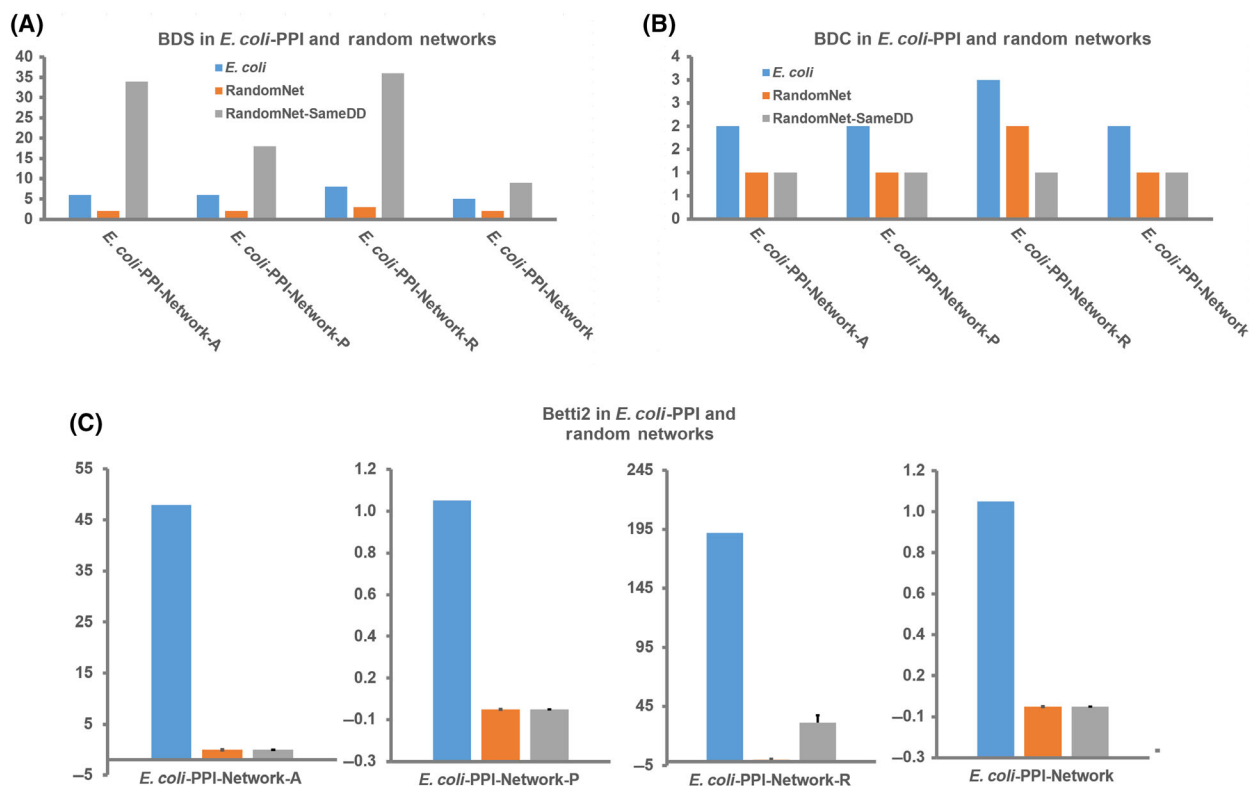 (A)
BDS in E. coli-PPI and random networks
40
35
30
25
20
15
10
5
0
E. coli
RandomNet
RandomNet-SameDD
E. coli-PPI-Network-A
E. coli-PPI-Network-P
E. coli-PPI-Network-R
E. coli-PPI-Network
(B)
BDC in E. coli-PPI and random networks
4
3
3
2
2
1
1
0
E. coli
RandomNet
RandomNet-SameDD
E. coli-PPI-Network-A
E. coli-PPI-Network-P
E. coli-PPI-Network-R
E. coli-PPI-Network
(C)
Betti2 in E. coli-PPI and
random networks
55
45
35
25
15
5
–5
E. coli-PPI-Network-A
1.2
1.0
0.8
0.6
0.4
0.2
–0.1
–0.3
E. coli-PPI-Network-P
245
195
145
95
45
–5
E. coli-PPI-Network-R
1.2
1.0
0.8
0.6
0.4
0.2
–0.1
–0.3
E. coli-PPI-Network